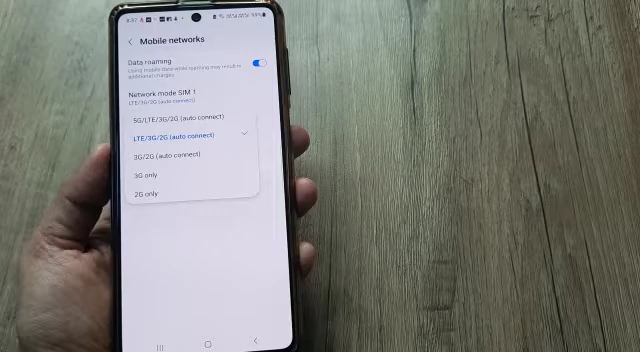 8:37
Mobile networks
Data roaming
Using mobile data while roaming may result in
additional charges.
Network mode SIM 1
LTE/3G/2G (auto connect)
5G/LTE/3G/2G (auto connect)
LTE/3G/2G (auto connect)
3G/2G (auto connect)
3G only
2G only